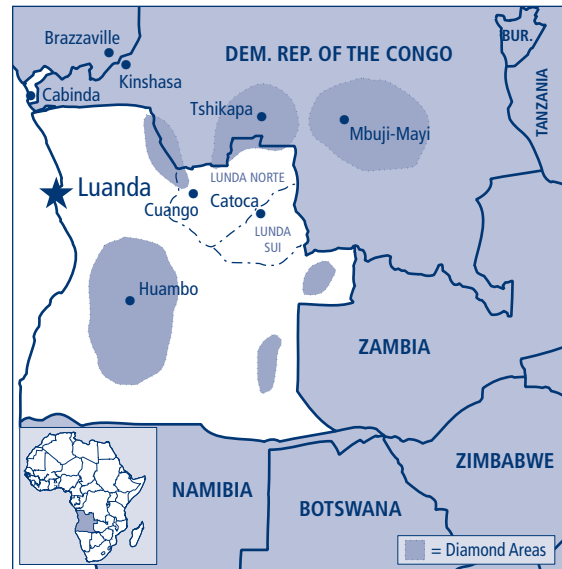 Brazzaville
BUR.
DEM. REP. OF THE CONGO
Kinshasa
TANZANIA
Cabinda
Tshikapa
Mbuji-Mayi
LUNDA NORTE
Luanda
Cuango
Catoca
LUNDA
SUI
Huambo
ZAMBIA
ZIMBABWE
NAMIBIA
BOTSWANA
= Diamond Areas